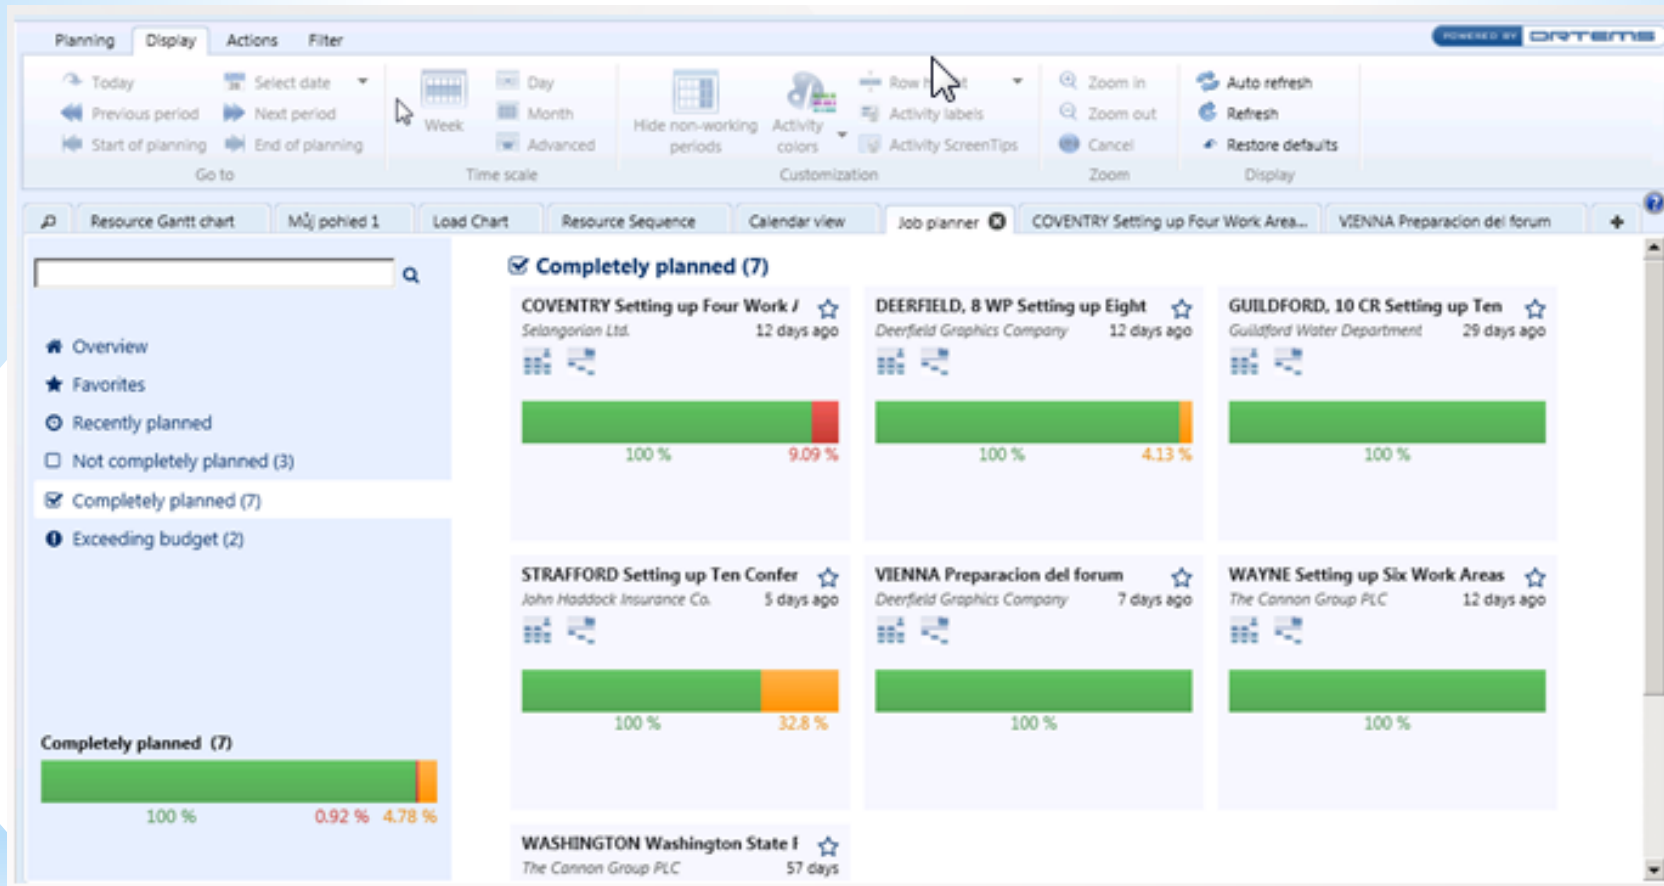 Planning Display Actions Filter
POWERED BY ORTEMS
Today Select date Day Row h t Zoom in Auto refresh
Previous period Next period Week Month Hide non-working periods Activity colors Activity labels Zoom out Refresh
Start of planning End of planning Advanced Activity ScreenTips Cancel Restore defaults
Go to Time scale Customization Zoom Display
Resource Gantt chart Můj pohled 1 Load Chart Resource Sequence Calendar view Job planner COVENTRY Setting up Four Work Area... VIENNA Preparacion del forum +
Overview
Favorites
Recently planned
Not completely planned (3)
Completely planned (7)
Exceeding budget (2)
Completely planned (7)
100 % 0.92 % 4.78 %
Completely planned (7)
COVENTRY Setting up Four Work
Selangorian Ltd. 12 days ago
100 % 9.09 %
DEERFIELD, 8 WP Setting up Eight
Deerfield Graphics Company 12 days ago
100 % 4.13 %
GUILDFORD, 10 CR Setting up Ten
Guildford Water Department 29 days ago
100 %
STRAFFORD Setting up Ten Confer
John Haddock Insurance Co. 5 days ago
100 % 32.8 %
VIENNA Preparacion del forum
Deerfield Graphics Company 7 days ago
100 %
WAYNE Setting up Six Work Areas
The Cannon Group PLC 12 days ago
100 %
WASHINGTON Washington State
The Cannon Group PLC 57 days